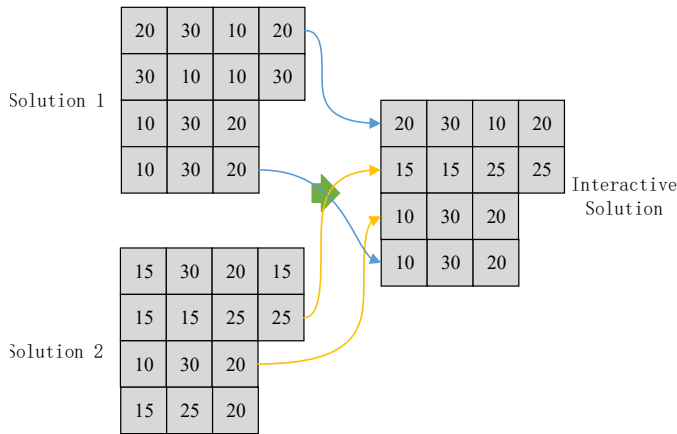 Solution 1
20 30 10 20
30 10 10 30
10 30 20
10 30 20
Solution 2
15 30 20 15
15 15 25 25
10 30 20
15 25 20
Interactive
Solution
20 30 10 20
15 15 25 25
10 30 20
10 30 20